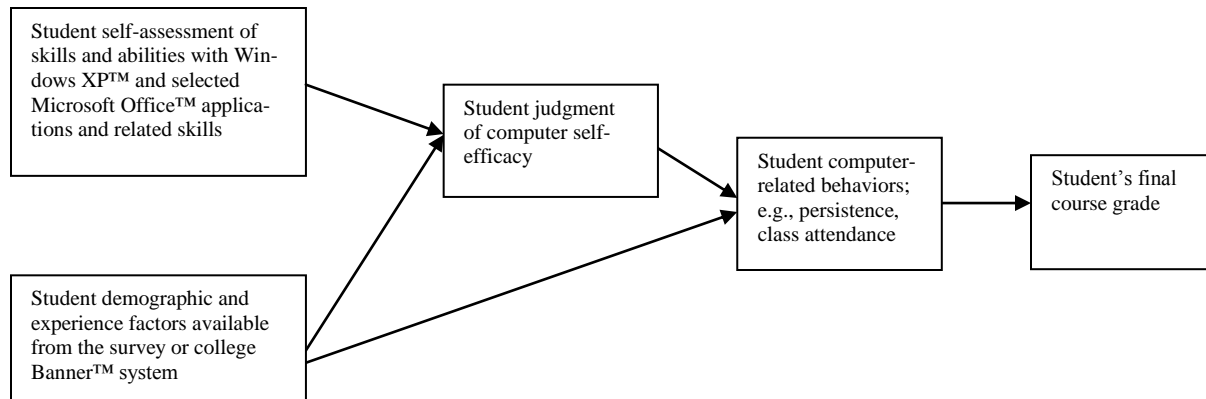 Student self-assessment of
skills and abilities with Win-
dows XP™ and selected
Microsoft Office™ applica-
tions and related skills
Student judgment
of computer self-
efficacy
Student computer-
related behaviors;
e.g., persistence,
class attendance
Student’s final
course grade
Student demographic and
experience factors available
from the survey or college
Banner™ system